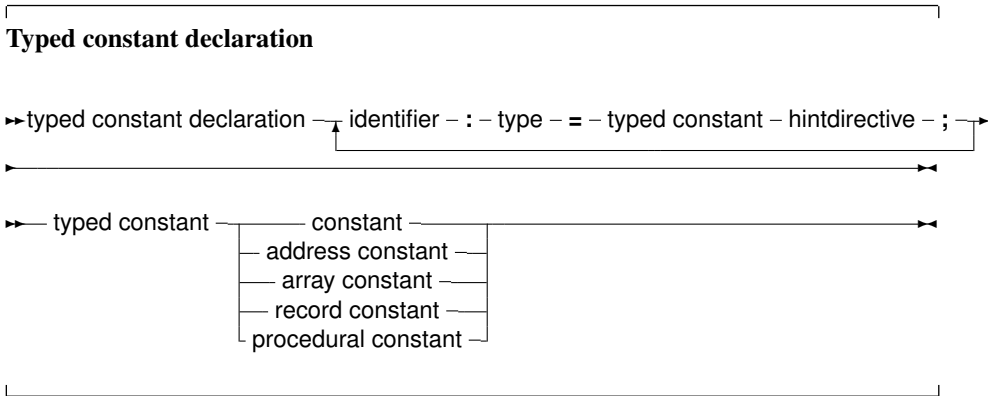 Typed constant declaration
typed constant declaration identifier : type = typed constant hintdirective ;
typed constant constant
address constant
array constant
record constant
procedural constant